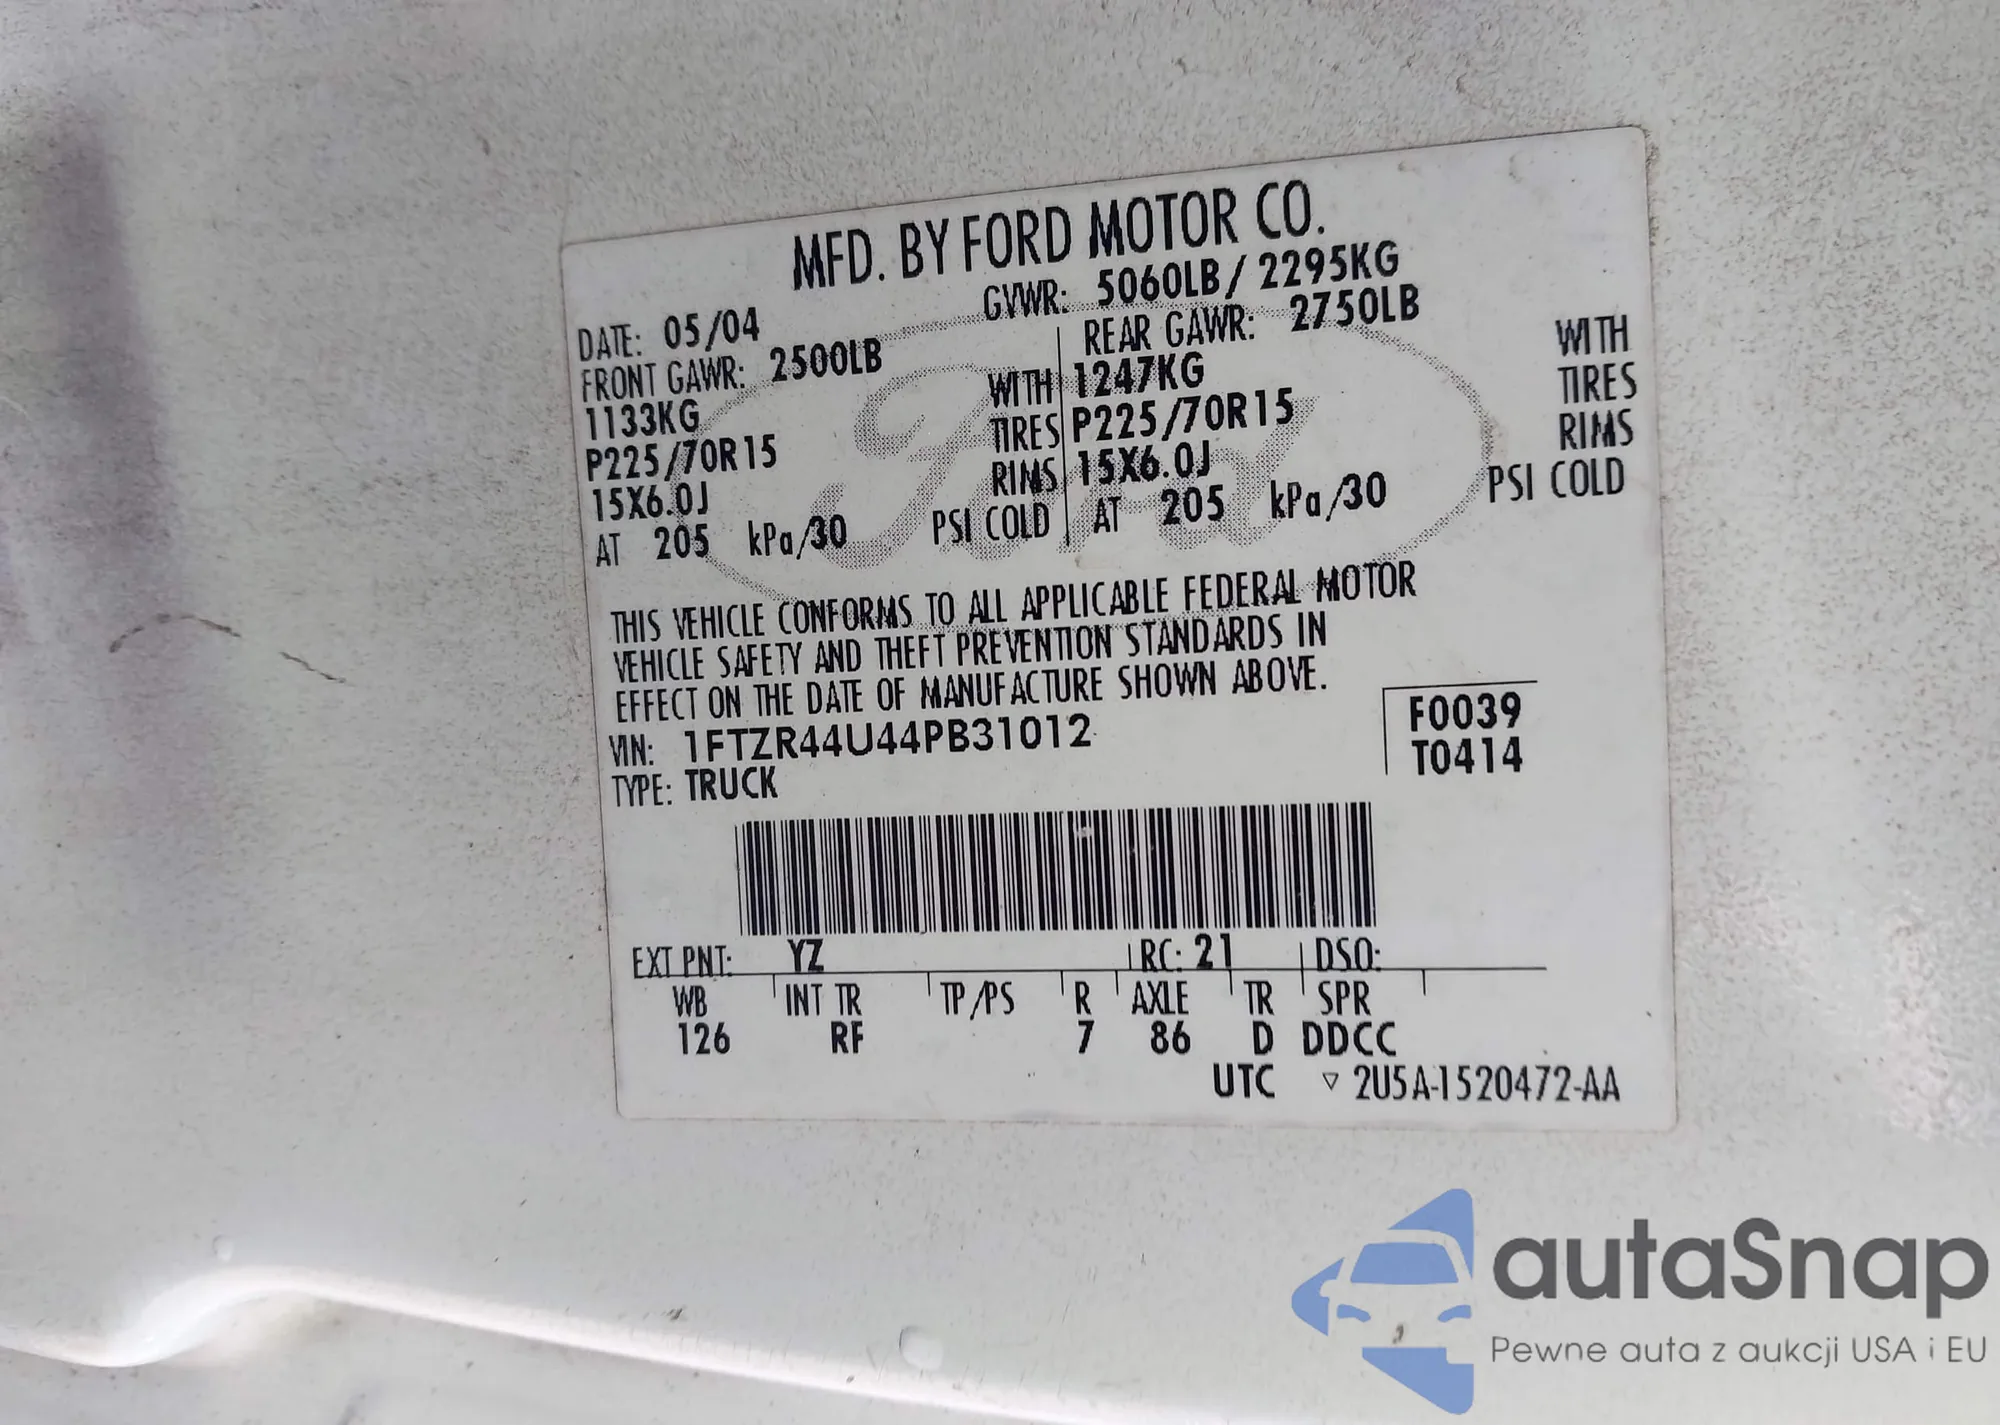 MFD. BY FORD MOTOR CO.
DATE: 05/04 GVWR: 5060LB/ 2295KG
FRONT GAWR: 2500LB REAR GAWR: 2750LB
1133KG WITH 1247KG WITH
P225/70R15 TIRES P225/70R15 TIRES
15X6.0J RIMS 15X6.0J RIMS
AT 205 kPa/30 PSI COLD AT 205 kPa/30 PSI COLD
THIS VEHICLE CONFORMS TO ALL APPLICABLE FEDERAL MOTOR
VEHICLE SAFETY AND THEFT PREVENTION STANDARDS IN
EFFECT ON THE DATE OF MANUFACTURE SHOWN ABOVE.
VIN: 1FTZR44U44PB31012 F0039
TYPE: TRUCK T0414
EXT PNT: YZ RC: 21 DSO:
WB INT TR TP/PS R AXLE TR SPR
126 RF 7 86 D DDCC
UTC ▽ 2U5A-1520472-AA
Ford
autaSnap
Pewne auta z aukcji USA i EU